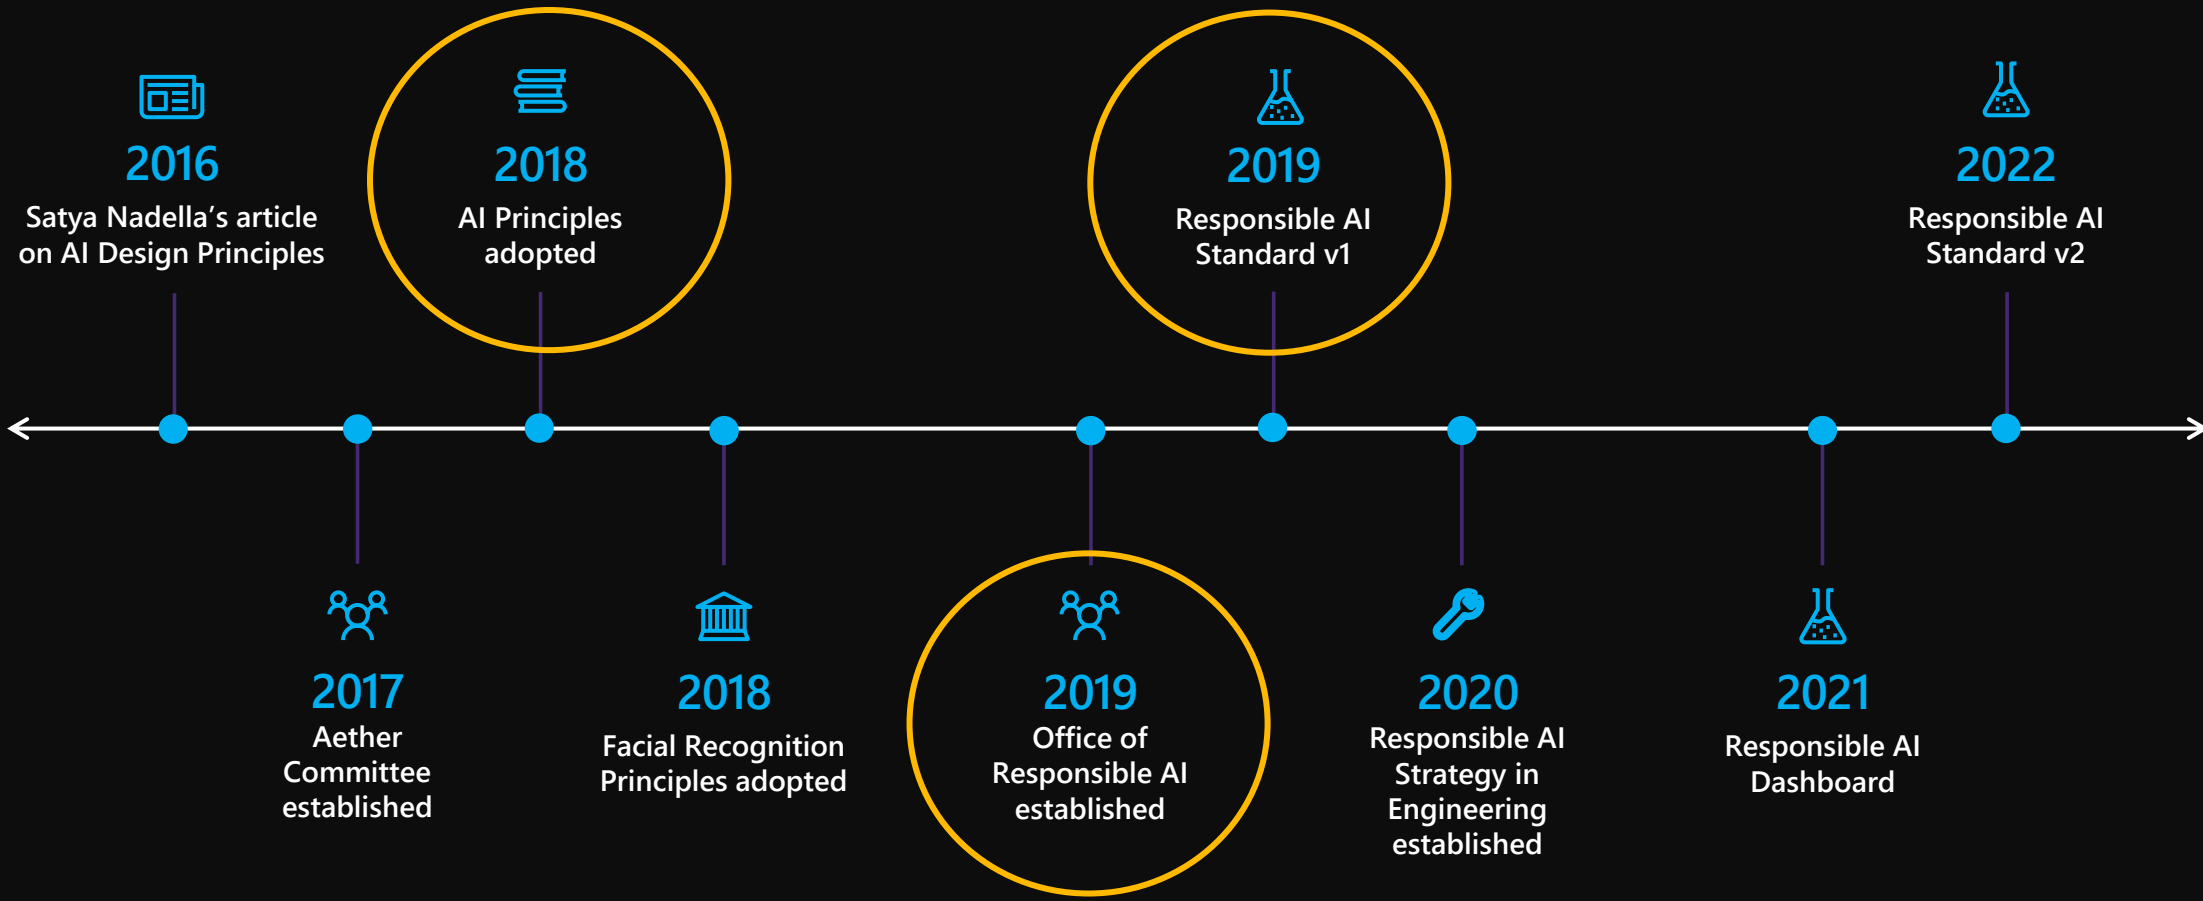 2016
Satya Nadella’s article
on AI Design Principles
2018
AI Principles
adopted
2019
Responsible AI
Standard v1
2022
Responsible AI
Standard v2
2017
Aether
Committee
established
2018
Facial Recognition
Principles adopted
2019
Office of
Responsible AI
established
2020
Responsible AI
Strategy in
Engineering
established
2021
Responsible AI
Dashboard